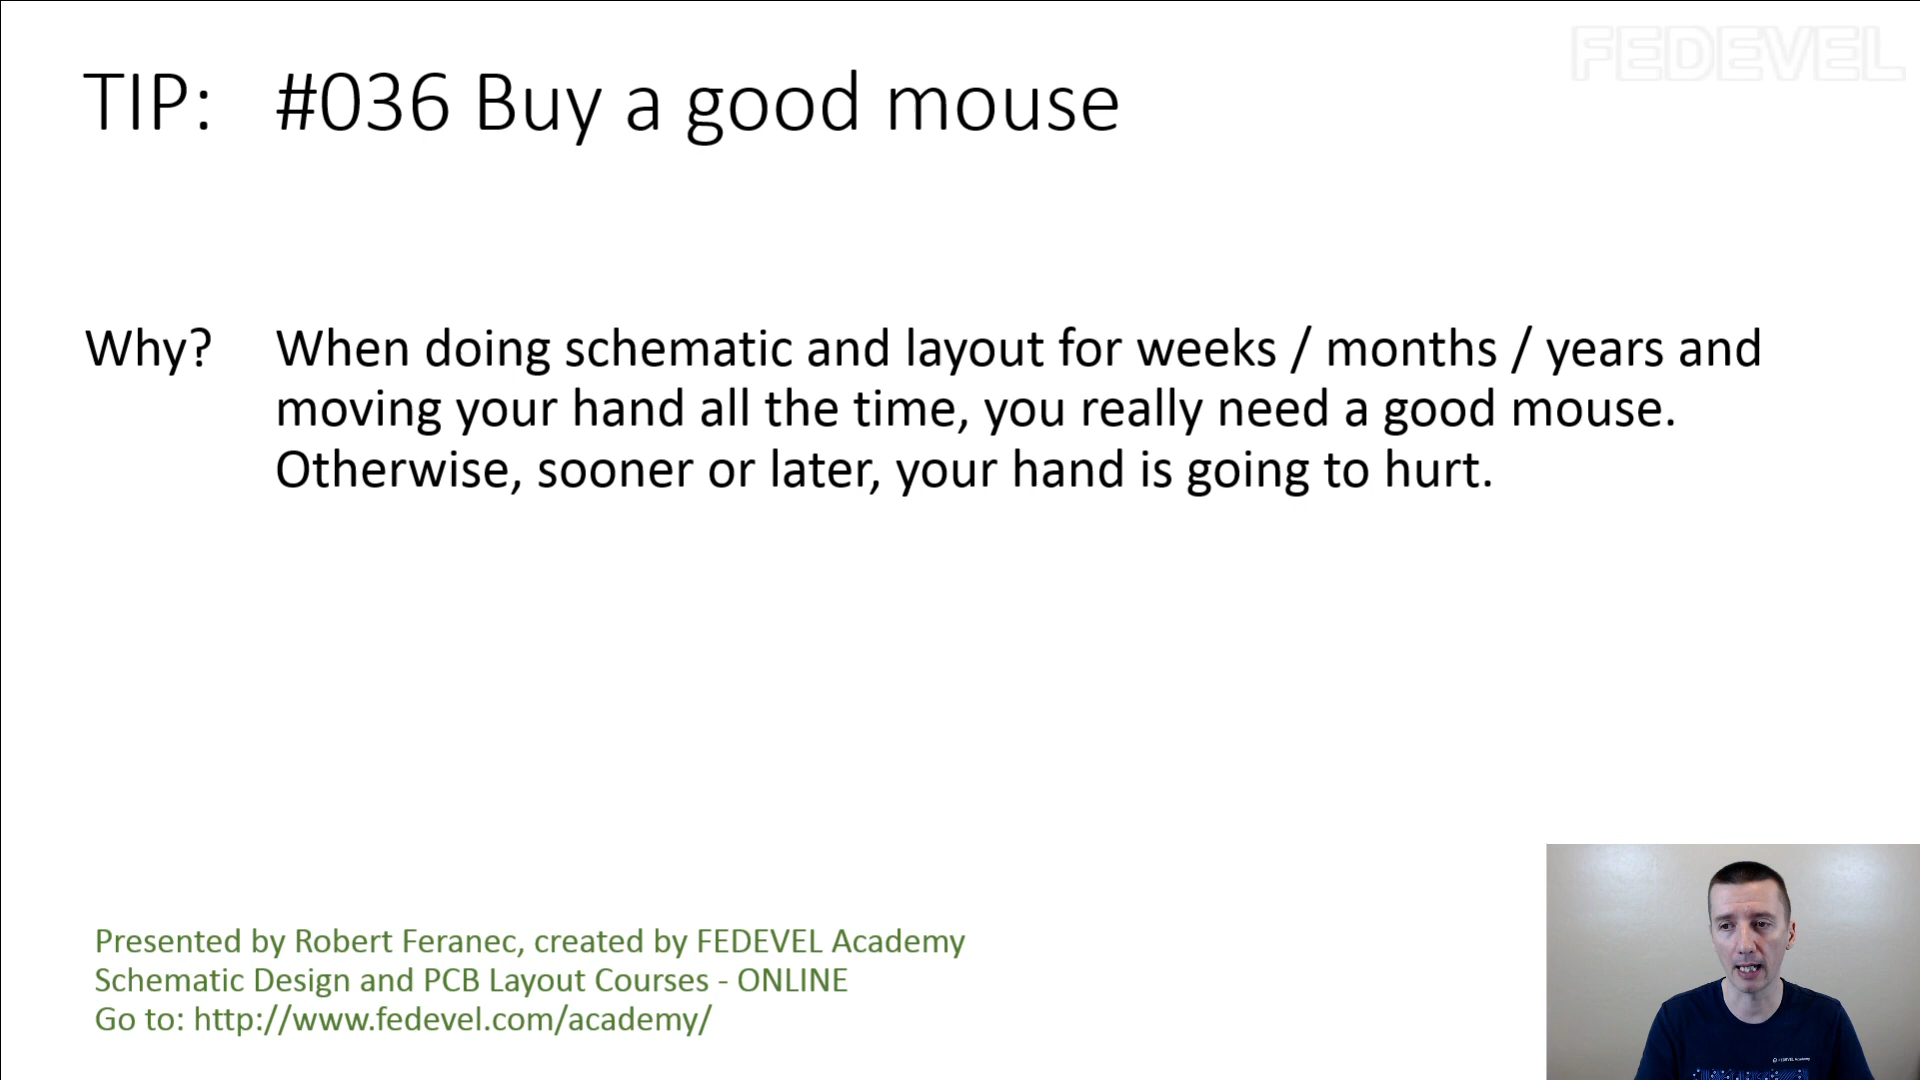 FEDEVEL
TIP: #036 Buy a good mouse
Why? When doing schematic and layout for weeks / months / years and
moving your hand all the time, you really need a good mouse.
Otherwise, sooner or later, your hand is going to hurt.
Presented by Robert Feranec, created by FEDEVEL Academy
Schematic Design and PCB Layout Courses - ONLINE
Go to: http://www.fedevel.com/academy/
FEDEVEL Academy